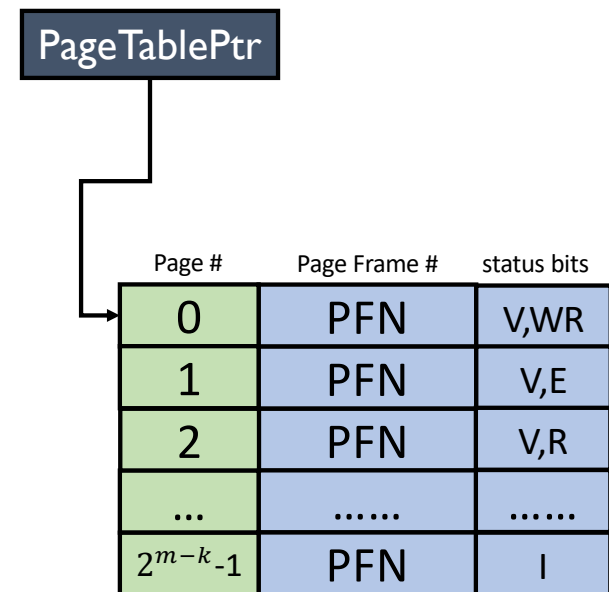 PageTablePtr
Page # Page Frame # status bits
0 PFN V,WR
1 PFN V,E
2 PFN V,R
... ...... ......
2^{m-k}-1 PFN I